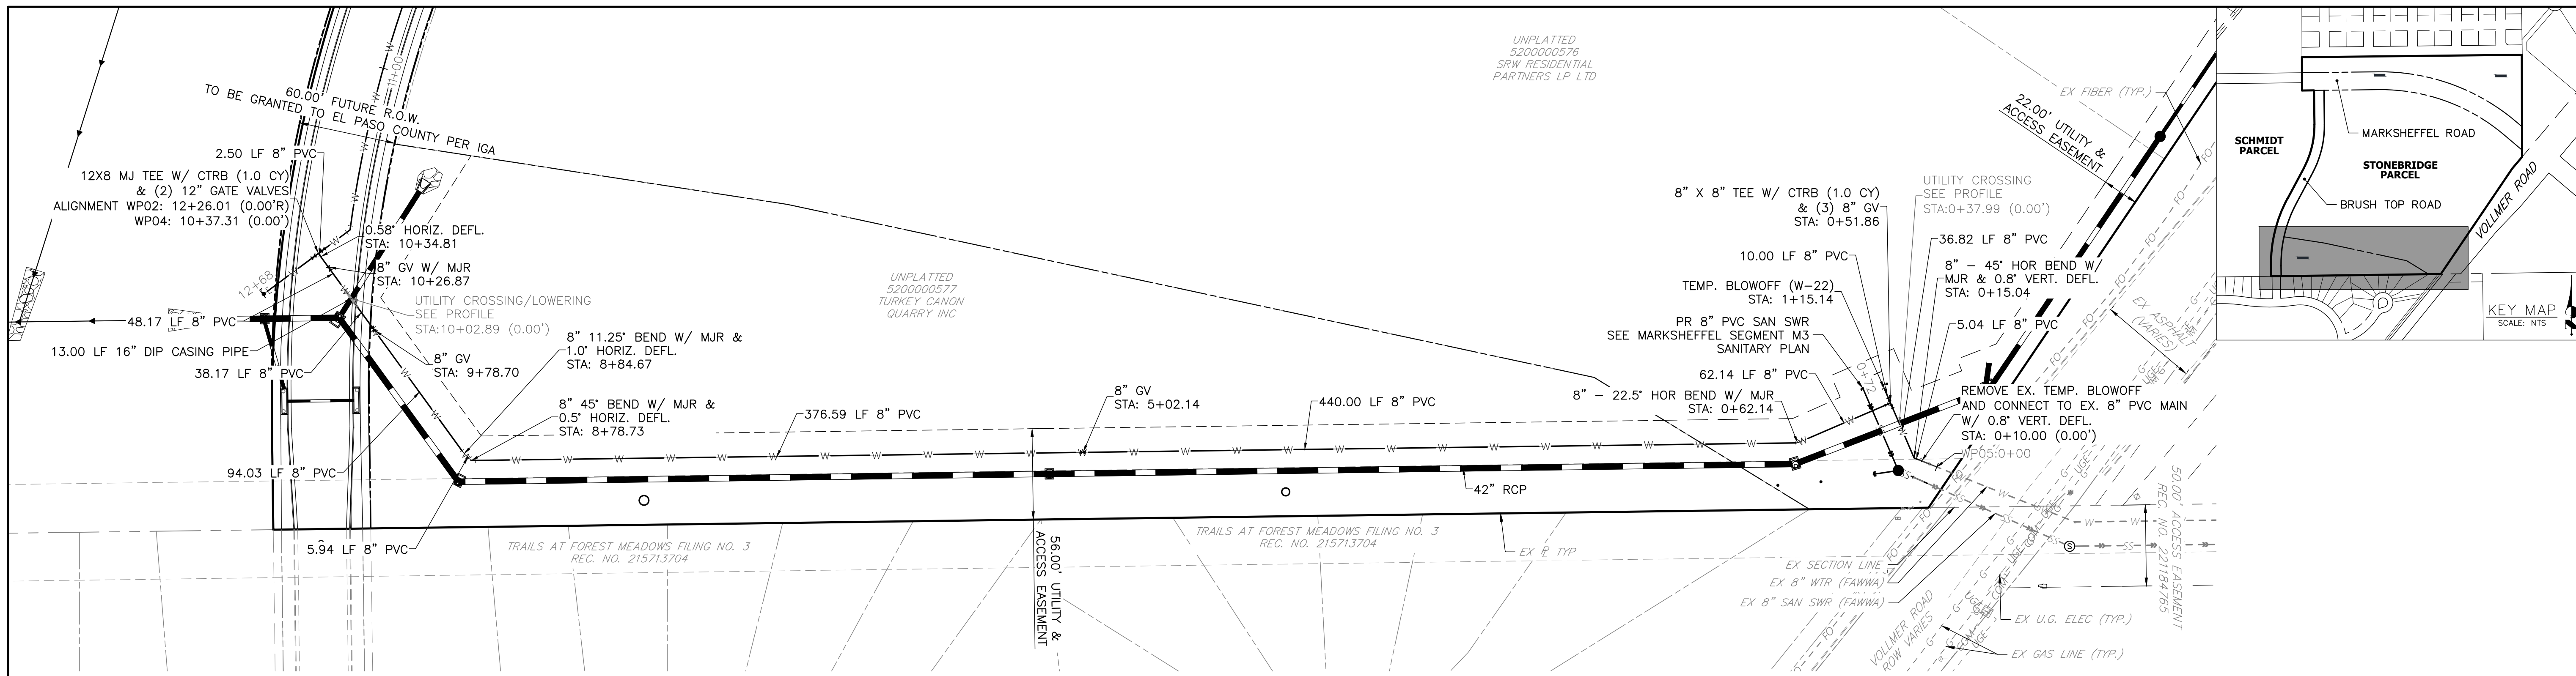 60.00' FUTURE R.O.W.
TO BE GRANTED TO EL PASO COUNTY PER IGA
W
11+00
2.50 LF 8" PVC
12X8 MJ TEE W/ CTRB (1.0 CY)
& (2) 12" GATE VALVES
ALIGNMENT WP02: 12+26.01 (0.00'R)
WP04: 10+37.31 (0.00')
0.58° HORIZ. DEFL.
STA: 10+34.81
8" GV W/ MJR
STA: 10+26.87
12+68
UTILITY CROSSING/LOWERING
SEE PROFILE
STA:10+02.89 (0.00')
48.17 LF 8" PVC
13.00 LF 16" DIP CASING PIPE
38.17 LF 8" PVC
8" GV
STA: 9+78.70
8" 11.25° BEND W/ MJR &
1.0° HORIZ. DEFL.
STA: 8+84.67
8" 45° BEND W/ MJR &
0.5° HORIZ. DEFL.
STA: 8+78.73
94.03 LF 8" PVC
5.94 LF 8" PVC
376.59 LF 8" PVC
UNPLATTED
5200000577
TURKEY CANON
QUARRY INC
UNPLATTED
5200000576
SRW RESIDENTIAL
PARTNERS LP LTD
8" GV
STA: 5+02.14
440.00 LF 8" PVC
42" RCP
56.00' UTILITY &
ACCESS EASEMENT
TRAILS AT FOREST MEADOWS FILING NO. 3
REC. NO. 215713704
TRAILS AT FOREST MEADOWS FILING NO. 3
REC. NO. 215713704
EX PL TYP
8" X 8" TEE W/ CTRB (1.0 CY)
& (3) 8" GV
STA: 0+51.86
10.00 LF 8" PVC
TEMP. BLOWOFF (W-22)
STA: 1+15.14
PR 8" PVC SAN SWR
SEE MARKSHEFFEL SEGMENT M3
SANITARY PLAN
62.14 LF 8" PVC
8" - 22.5° HOR BEND W/ MJR
STA: 0+62.14
0+72
UTILITY CROSSING
SEE PROFILE
STA:0+37.99 (0.00')
36.82 LF 8" PVC
8" - 45° HOR BEND W/
MJR & 0.8° VERT. DEFL.
STA: 0+15.04
5.04 LF 8" PVC
REMOVE EX. TEMP. BLOWOFF
AND CONNECT TO EX. 8" PVC MAIN
W/ 0.8° VERT. DEFL.
STA: 0+10.00 (0.00')
WP05:0+00
22.00' UTILITY &
ACCESS EASEMENT
EX FIBER (TYP.)
FO
EX ASPHALT
(VARIES)
50.00' ACCESS EASEMENT
REC. NO. 221184765
EX SECTION LINE
EX 8" WTR (FAWWA)
EX 8" SAN SWR (FAWWA)
VOLLMER ROAD
ROW VARIES
EX U.G. ELEC (TYP.)
EX GAS LINE (TYP.)
SCHMIDT
PARCEL
MARKSHEFFEL ROAD
STONEBRIDGE
PARCEL
BRUSH TOP ROAD
VOLLMER ROAD
KEY MAP
SCALE: NTS